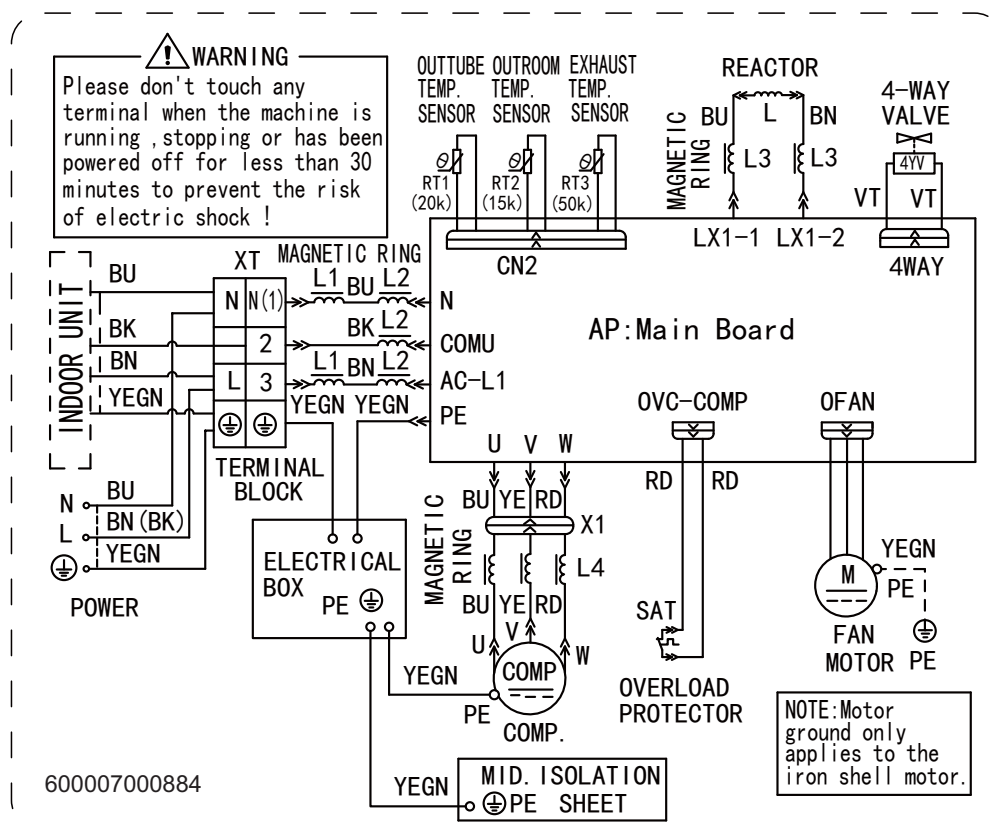 WARNING
Please don't touch any
terminal when the machine is
running ,stopping or has been
powered off for less than 30
minutes to prevent the risk
of electric shock !
OUTTUBE OUTROOM EXHAUST
TEMP. TEMP. TEMP.
SENSOR SENSOR SENSOR
RT1 RT2 RT3
(20k) (15k) (50k)
CN2
REACTOR
MAGNETIC
RING
BU L BN
L3 L3
LX1-1 LX1-2
4-WAY
VALVE
4YV
VT VT
4WAY
INDOOR UNIT
BU
BK
BN
YEGN
XT
N N(1)
2
L 3
TERMINAL
BLOCK
MAGNETIC RING
L1 BU L2
BK L2
L1 BN L2
YEGN YEGN
N
COMU
AC-L1
PE
AP:Main Board
OVC-COMP
OFAN
U V W
N BU
L BN(BK)
YEGN
POWER
ELECTRICAL
BOX
PE
MAGNETIC
RING
BU YE RD
X1
L4
BU YE RD
U V W
COMP
YEGN
PE
COMP.
RD RD
SAT
OVERLOAD
PROTECTOR
M
YEGN
PE
FAN
MOTOR PE
NOTE:Motor
ground only
applies to the
iron shell motor.
YEGN
MID. ISOLATION
PE SHEET
600007000884